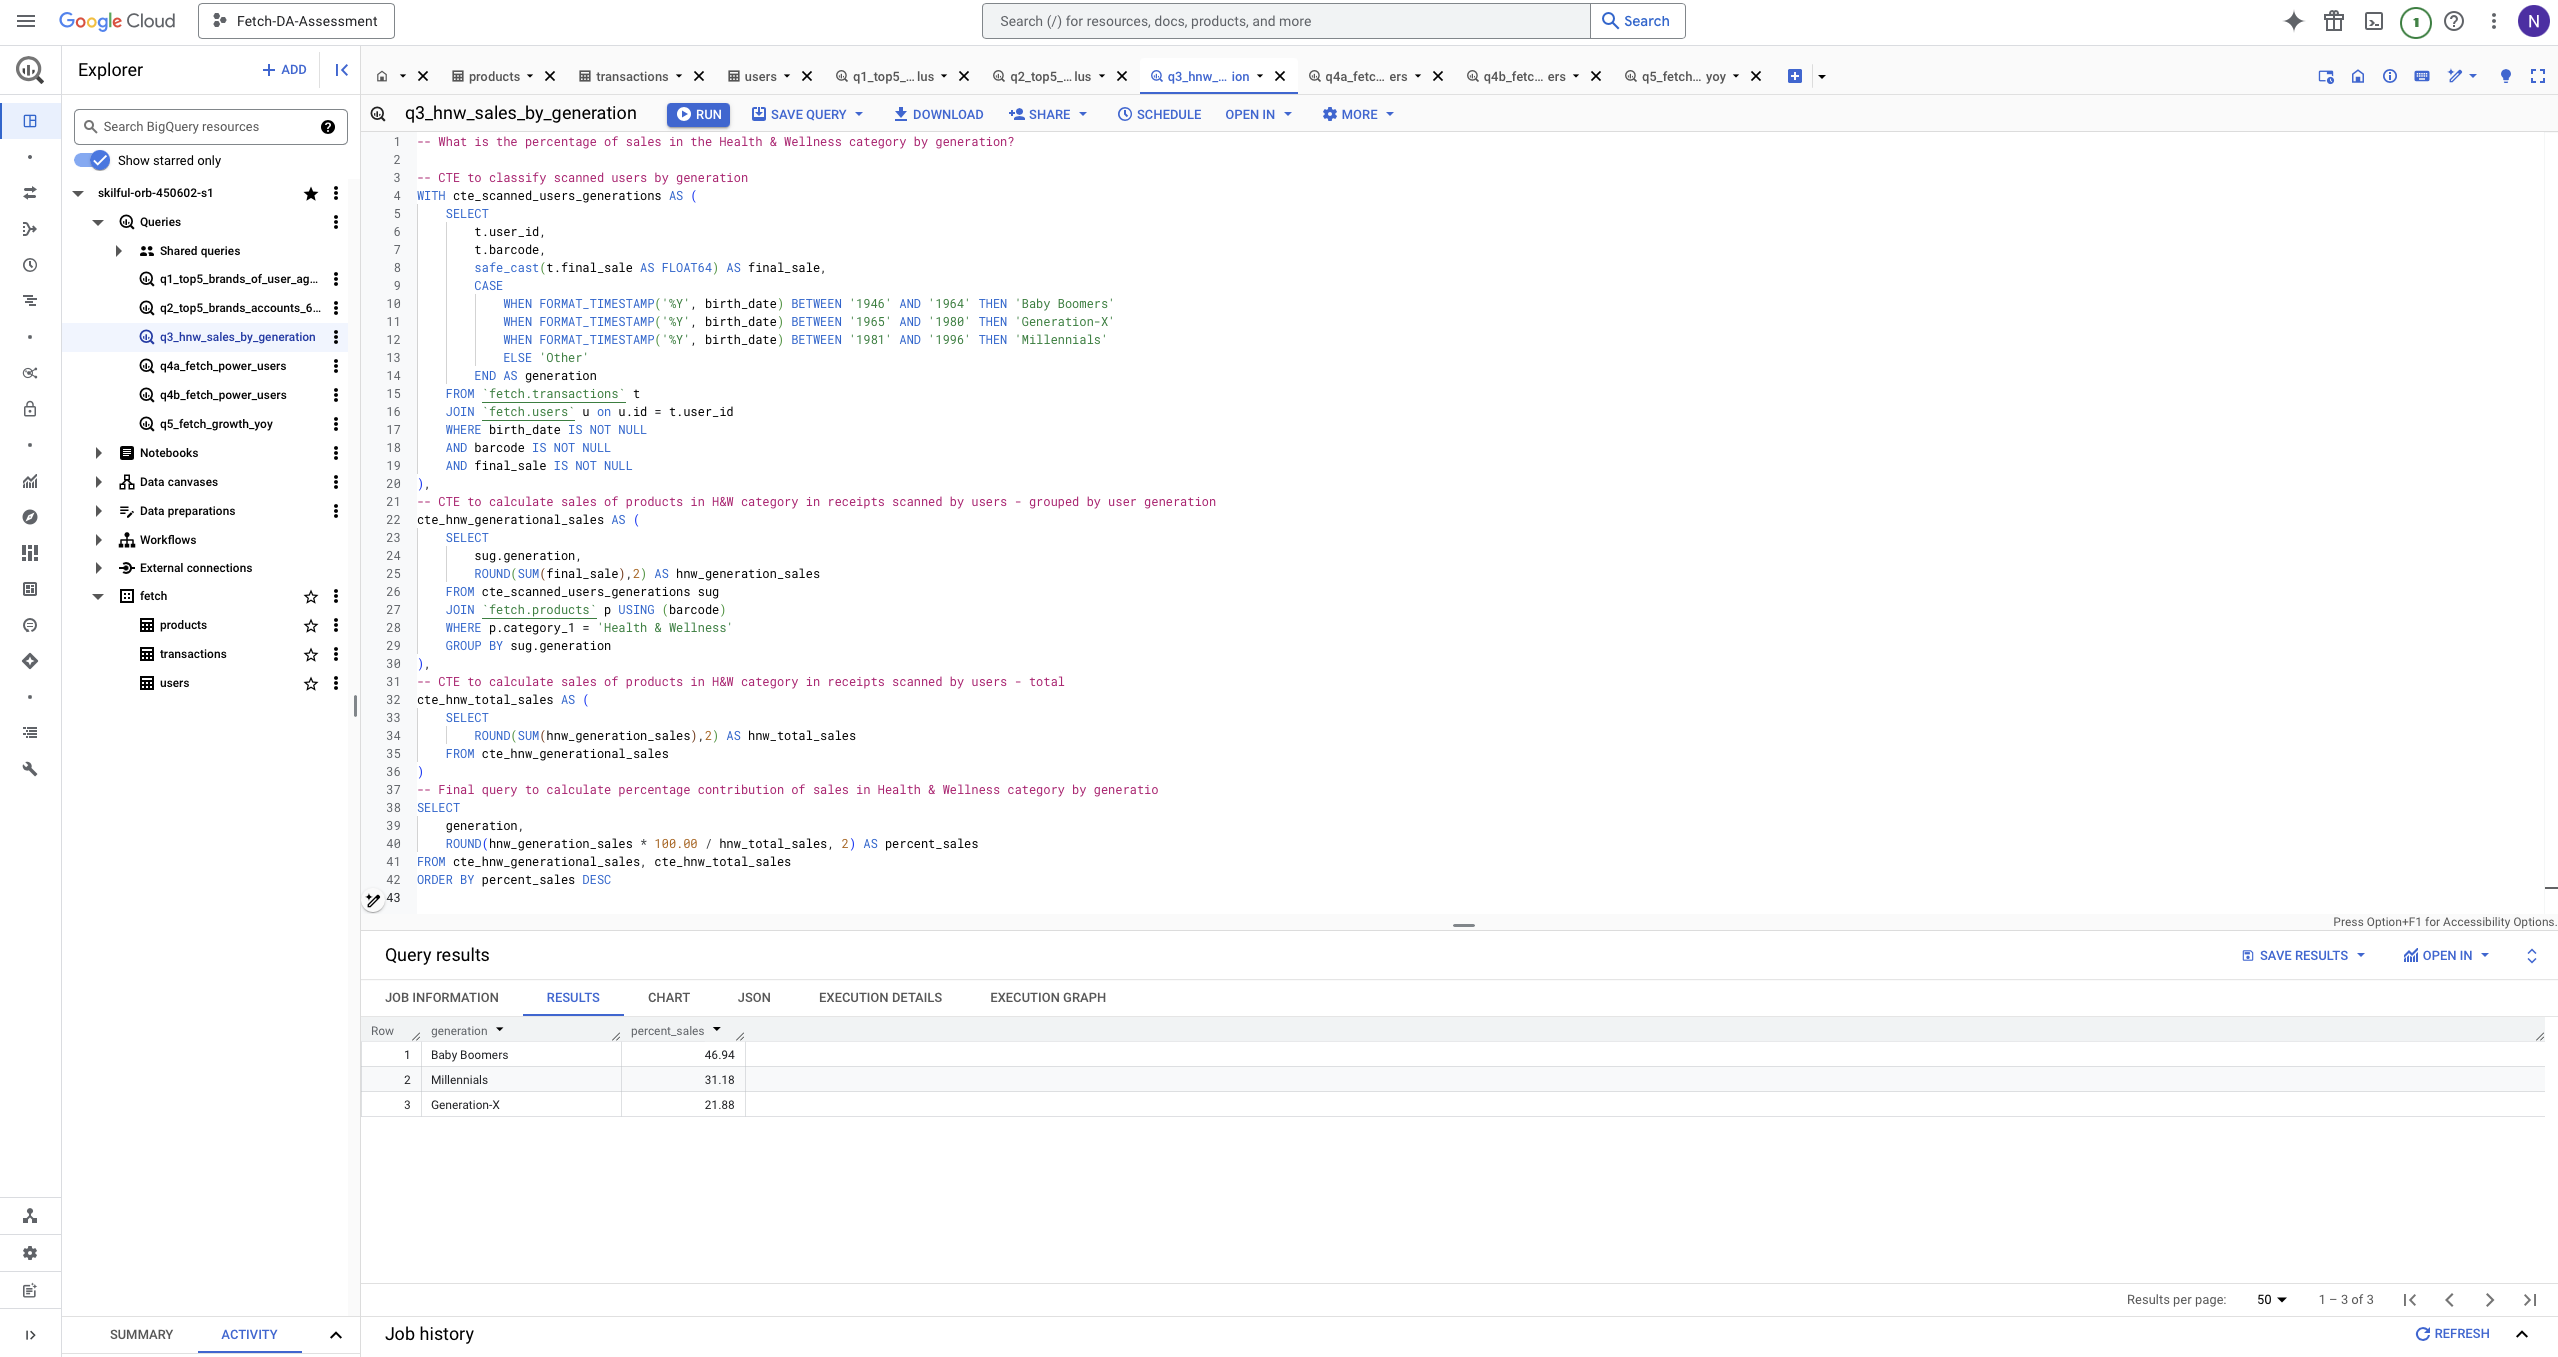 Google Cloud
Fetch-DA-Assessment
Search (/) for resources, docs, products, and more
Search
1
N
Explorer
+ ADD
Search BigQuery resources
Show starred only
skilful-orb-450602-s1
Queries
Shared queries
q1_top5_brands_of_user_ag...
q2_top5_brands_accounts_6...
q3_hnw_sales_by_generation
q4a_fetch_power_users
q4b_fetch_power_users
q5_fetch_growth_yoy
Notebooks
Data canvases
Data preparations
Workflows
External connections
fetch
products
transactions
users
SUMMARY
ACTIVITY
products
transactions
users
q1_top5_... lus
q2_top5_... lus
q3_hnw_... ion
q4a_fetc... ers
q4b_fetc... ers
q5_fetch... yoy
q3_hnw_sales_by_generation
RUN
SAVE QUERY
DOWNLOAD
SHARE
SCHEDULE
OPEN IN
MORE
1 -- What is the percentage of sales in the Health & Wellness category by generation?
2
3 -- CTE to classify scanned users by generation
4 WITH cte_scanned_users_generations AS (
5 SELECT
6 t.user_id,
7 t.barcode,
8 safe_cast(t.final_sale AS FLOAT64) AS final_sale,
9 CASE
10 WHEN FORMAT_TIMESTAMP('%Y', birth_date) BETWEEN '1946' AND '1964' THEN 'Baby Boomers'
11 WHEN FORMAT_TIMESTAMP('%Y', birth_date) BETWEEN '1965' AND '1980' THEN 'Generation-X'
12 WHEN FORMAT_TIMESTAMP('%Y', birth_date) BETWEEN '1981' AND '1996' THEN 'Millennials'
13 ELSE 'Other'
14 END AS generation
15 FROM `fetch.transactions` t
16 JOIN `fetch.users` u on u.id = t.user_id
17 WHERE birth_date IS NOT NULL
18 AND barcode IS NOT NULL
19 AND final_sale IS NOT NULL
20 ),
21 -- CTE to calculate sales of products in H&W category in receipts scanned by users - grouped by user generation
22 cte_hnw_generational_sales AS (
23 SELECT
24 sug.generation,
25 ROUND(SUM(final_sale),2) AS hnw_generation_sales
26 FROM cte_scanned_users_generations sug
27 JOIN `fetch.products` p USING (barcode)
28 WHERE p.category_1 = 'Health & Wellness'
29 GROUP BY sug.generation
30 ),
31 -- CTE to calculate sales of products in H&W category in receipts scanned by users - total
32 cte_hnw_total_sales AS (
33 SELECT
34 ROUND(SUM(hnw_generation_sales),2) AS hnw_total_sales
35 FROM cte_hnw_generational_sales
36 )
37 -- Final query to calculate percentage contribution of sales in Health & Wellness category by generatio
38 SELECT
39 generation,
40 ROUND(hnw_generation_sales * 100.00 / hnw_total_sales, 2) AS percent_sales
41 FROM cte_hnw_generational_sales, cte_hnw_total_sales
42 ORDER BY percent_sales DESC
43
Press Option+F1 for Accessibility Options.
Query results
SAVE RESULTS
OPEN IN
JOB INFORMATION
RESULTS
CHART
JSON
EXECUTION DETAILS
EXECUTION GRAPH
Row generation percent_sales
1 Baby Boomers 46.94
2 Millennials 31.18
3 Generation-X 21.88
Results per page: 50 1 – 3 of 3
Job history
REFRESH